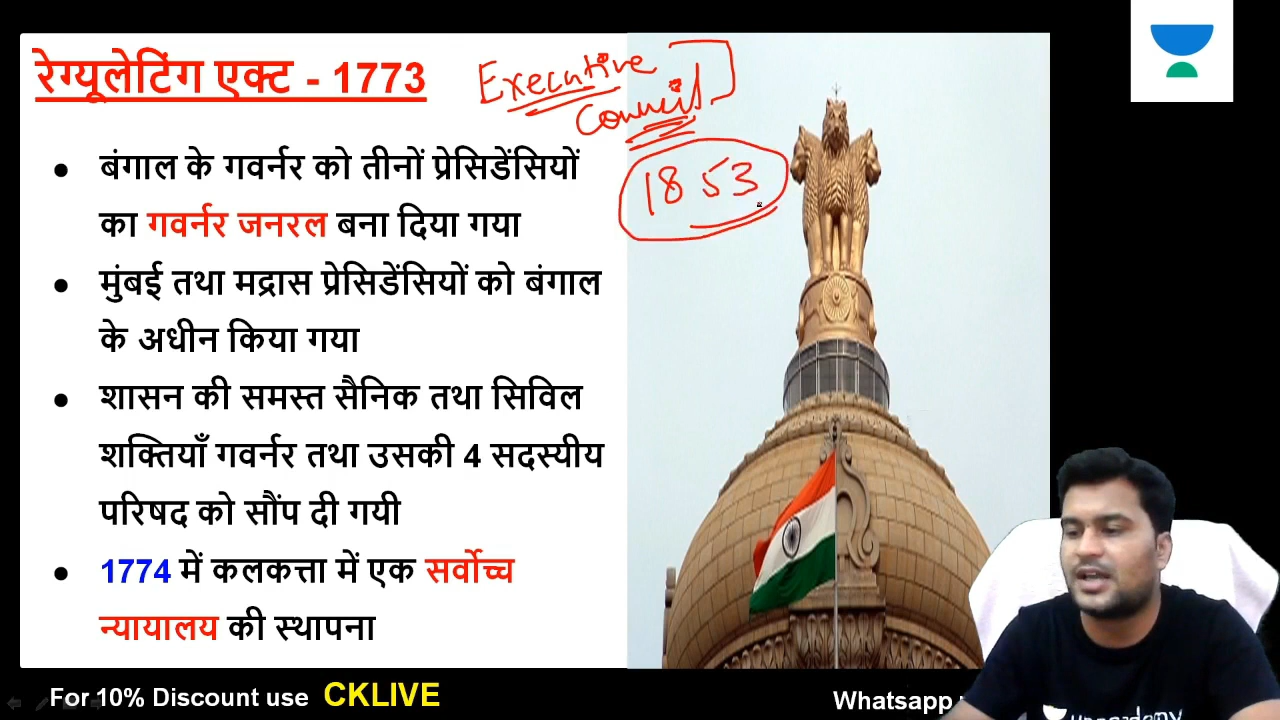 रेग्यूलेटिंग एक्ट - 1773
Executive
Council
1853
● बंगाल के गवर्नर को तीनों प्रेसिडेंसियों
का गवर्नर जनरल बना दिया गया
● मुंबई तथा मद्रास प्रेसिडेंसियों को बंगाल
के अधीन किया गया
● शासन की समस्त सैनिक तथा सिविल
शक्तियाँ गवर्नर तथा उसकी 4 सदस्यीय
परिषद को सौंप दी गयी
● 1774 में कलकत्ता में एक सर्वोच्च
न्यायालय की स्थापना
For 10% Discount use CKLIVE
Whatsapp